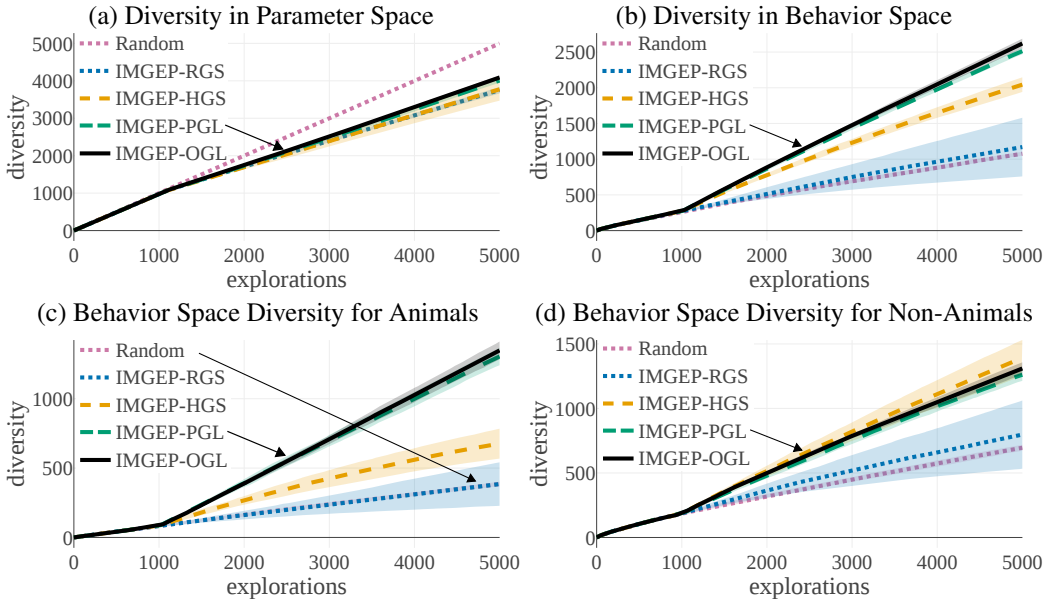 (a) Diversity in Parameter Space
5000
4000
3000
2000
1000
0
diversity
Random
IMGEP-RGS
IMGEP-HGS
IMGEP-PGL
IMGEP-OGL
0 1000 2000 3000 4000 5000
explorations
(b) Diversity in Behavior Space
2500
2000
1500
1000
500
0
diversity
Random
IMGEP-RGS
IMGEP-HGS
IMGEP-PGL
IMGEP-OGL
0 1000 2000 3000 4000 5000
explorations
(c) Behavior Space Diversity for Animals
1000
500
0
diversity
Random
IMGEP-RGS
IMGEP-HGS
IMGEP-PGL
IMGEP-OGL
0 1000 2000 3000 4000 5000
explorations
(d) Behavior Space Diversity for Non-Animals
1500
1000
500
0
diversity
Random
IMGEP-RGS
IMGEP-HGS
IMGEP-PGL
IMGEP-OGL
0 1000 2000 3000 4000 5000
explorations